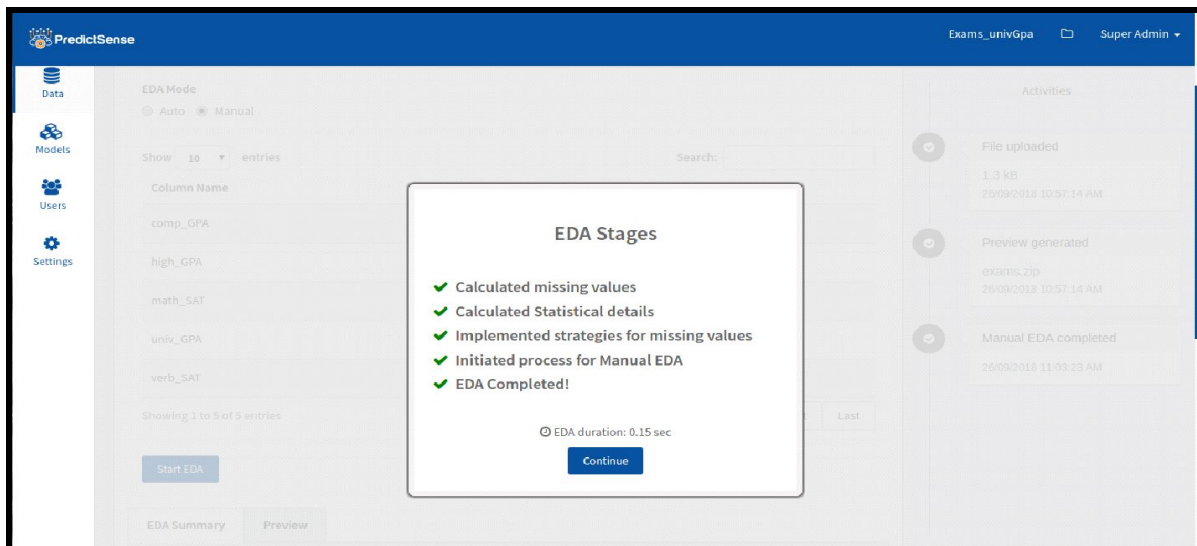 PredictSense
Exams_univGpa
Super Admin
Data
Models
Users
Settings
EDA Mode
Auto
Manual
Show 10 entries
Search:
Column Name
comp_GPA
high_GPA
math_SAT
univ_GPA
verb_SAT
Showing 1 to 5 of 5 entries
Last
Start EDA
EDA Summary
Preview
EDA Stages
Calculated missing values
Calculated Statistical details
Implemented strategies for missing values
Initiated process for Manual EDA
EDA Completed!
EDA duration: 0.15 sec
Continue
Activities
File uploaded
1.3 kB
26/09/2018 10:57:14 AM
Preview generated
exams.zip
26/09/2018 10:57:14 AM
Manual EDA completed
26/09/2018 11:03:23 AM